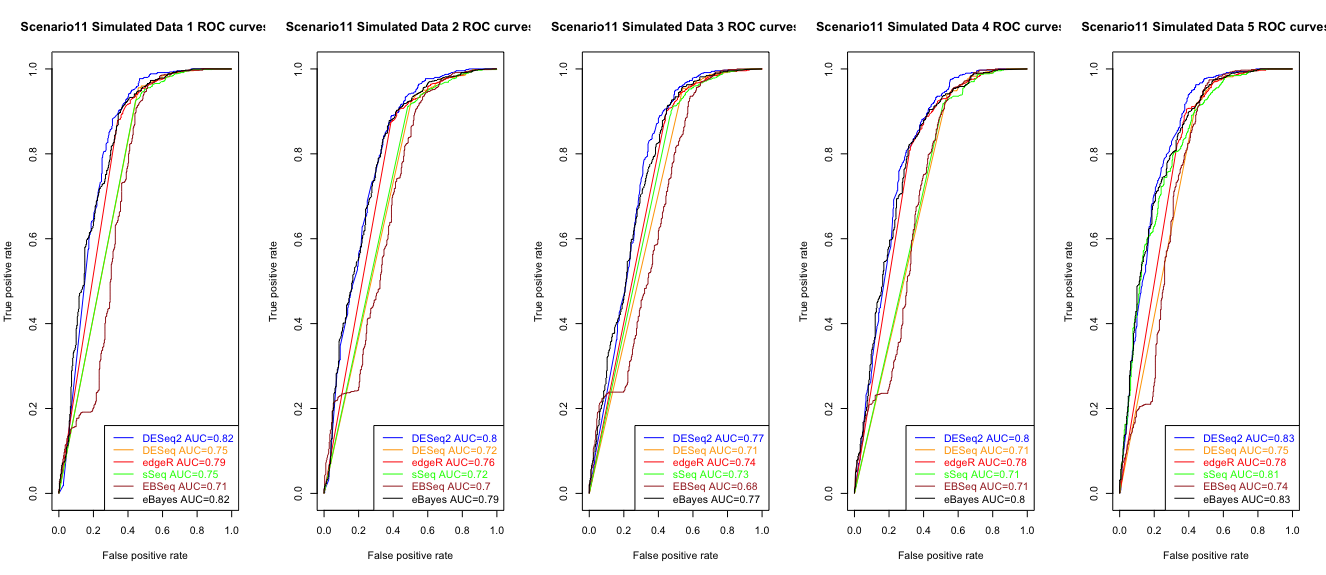 Scenario11 Simulated Data 1 ROC curves
True positive rate
1.0
0.8
0.6
0.4
0.2
0.0
DESeq2 AUC=0.82
DESeq AUC=0.75
edgeR AUC=0.79
sSeq AUC=0.75
EBSeq AUC=0.71
eBayes AUC=0.82
0.0 0.2 0.4 0.6 0.8 1.0
False positive rate
Scenario11 Simulated Data 2 ROC curves
True positive rate
1.0
0.8
0.6
0.4
0.2
0.0
DESeq2 AUC=0.8
DESeq AUC=0.72
edgeR AUC=0.76
sSeq AUC=0.72
EBSeq AUC=0.7
eBayes AUC=0.79
0.0 0.2 0.4 0.6 0.8 1.0
False positive rate
Scenario11 Simulated Data 3 ROC curves
True positive rate
1.0
0.8
0.6
0.4
0.2
0.0
DESeq2 AUC=0.77
DESeq AUC=0.71
edgeR AUC=0.74
sSeq AUC=0.73
EBSeq AUC=0.68
eBayes AUC=0.77
0.0 0.2 0.4 0.6 0.8 1.0
False positive rate
Scenario11 Simulated Data 4 ROC curves
True positive rate
1.0
0.8
0.6
0.4
0.2
0.0
DESeq2 AUC=0.8
DESeq AUC=0.71
edgeR AUC=0.78
sSeq AUC=0.71
EBSeq AUC=0.71
eBayes AUC=0.8
0.0 0.2 0.4 0.6 0.8 1.0
False positive rate
Scenario11 Simulated Data 5 ROC curves
True positive rate
1.0
0.8
0.6
0.4
0.2
0.0
DESeq2 AUC=0.83
DESeq AUC=0.75
edgeR AUC=0.78
sSeq AUC=0.81
EBSeq AUC=0.74
eBayes AUC=0.83
0.0 0.2 0.4 0.6 0.8 1.0
False positive rate